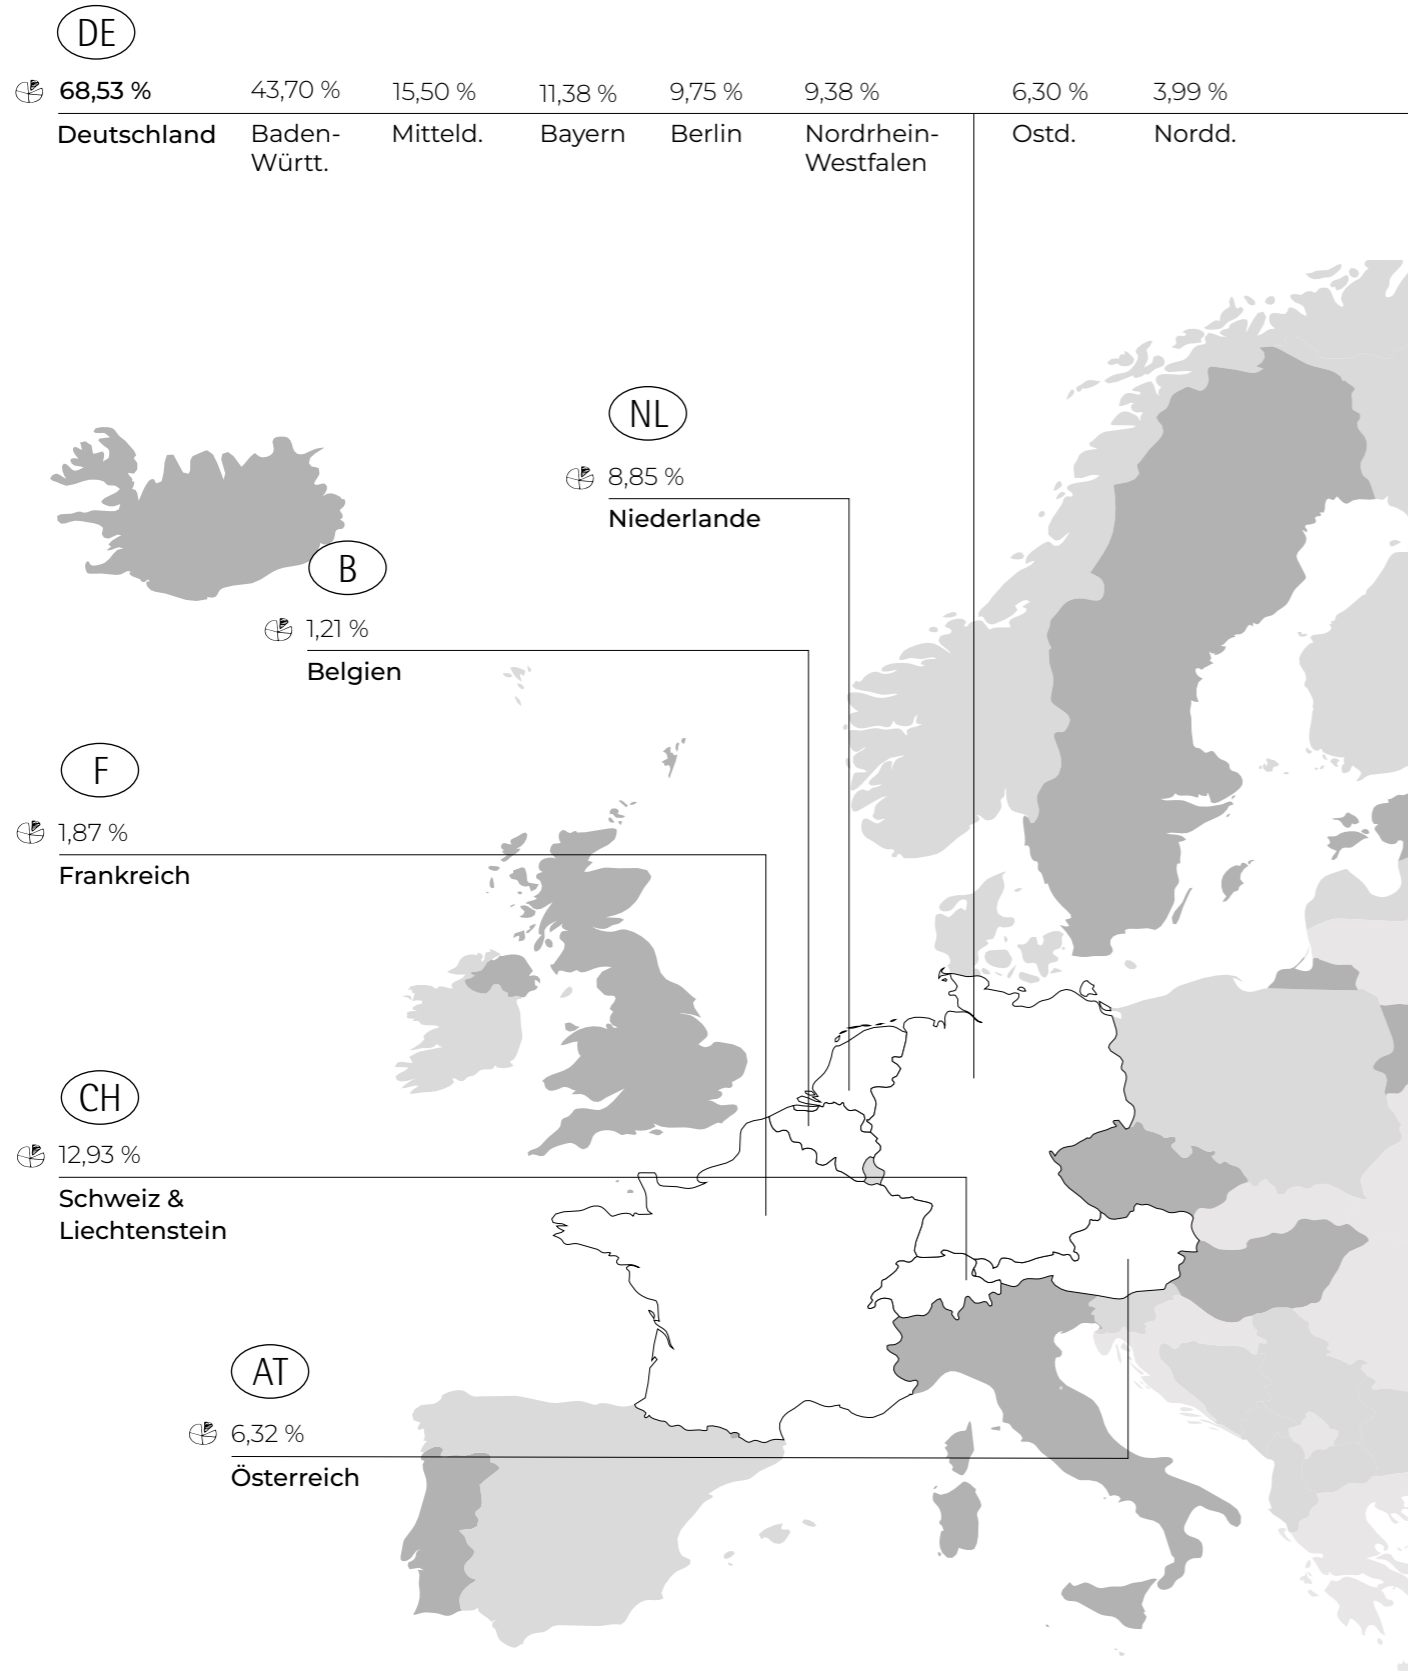 DE
68,53 % 43,70 % 15,50 % 11,38 % 9,75 % 9,38 % 6,30 % 3,99 %
Deutschland Baden- Mitteld. Bayern Berlin Nordrhein- Ostd. Nordd.
Württ. Westfalen
NL
8,85 %
Niederlande
B
1,21 %
Belgien
F
1,87 %
Frankreich
CH
12,93 %
Schweiz &
Liechtenstein
AT
6,32 %
Österreich